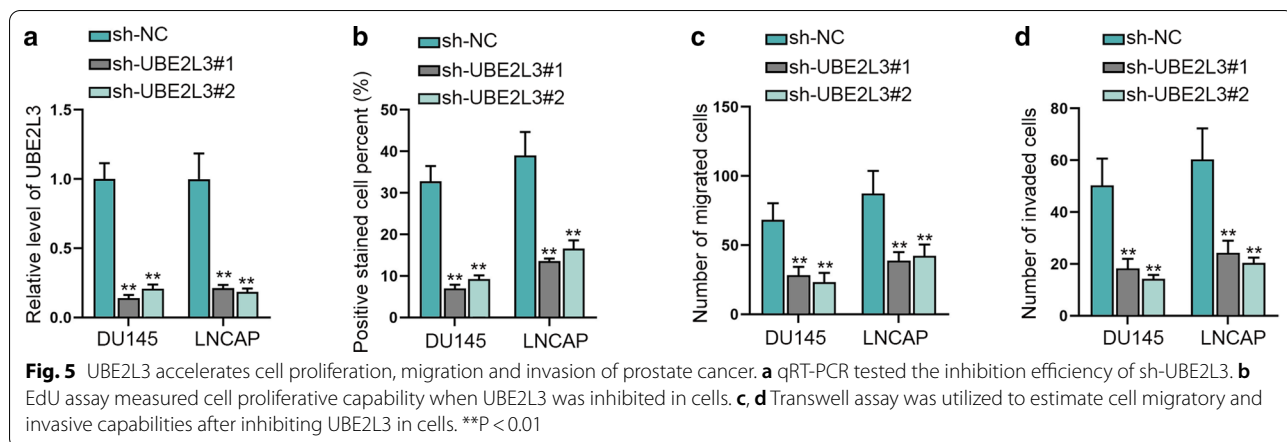 a
sh-NC
sh-UBE2L3#1
sh-UBE2L3#2
Relative level of UBE2L3
1.5
1.0
0.5
0.0
**
**
**
**
DU145
LNCAP
b
sh-NC
sh-UBE2L3#1
sh-UBE2L3#2
Positive stained cell percent (%)
50
40
30
20
10
0
**
**
**
**
DU145
LNCAP
c
sh-NC
sh-UBE2L3#1
sh-UBE2L3#2
Number of migrated cells
150
100
50
0
**
**
**
**
DU145
LNCAP
d
sh-NC
sh-UBE2L3#1
sh-UBE2L3#2
Number of invaded cells
80
60
40
20
0
**
**
**
**
DU145
LNCAP
Fig. 5 UBE2L3 accelerates cell proliferation, migration and invasion of prostate cancer. a qRT-PCR tested the inhibition efficiency of sh-UBE2L3. b
EdU assay measured cell proliferative capability when UBE2L3 was inhibited in cells. c, d Transwell assay was utilized to estimate cell migratory and
invasive capabilities after inhibiting UBE2L3 in cells. **P < 0.01